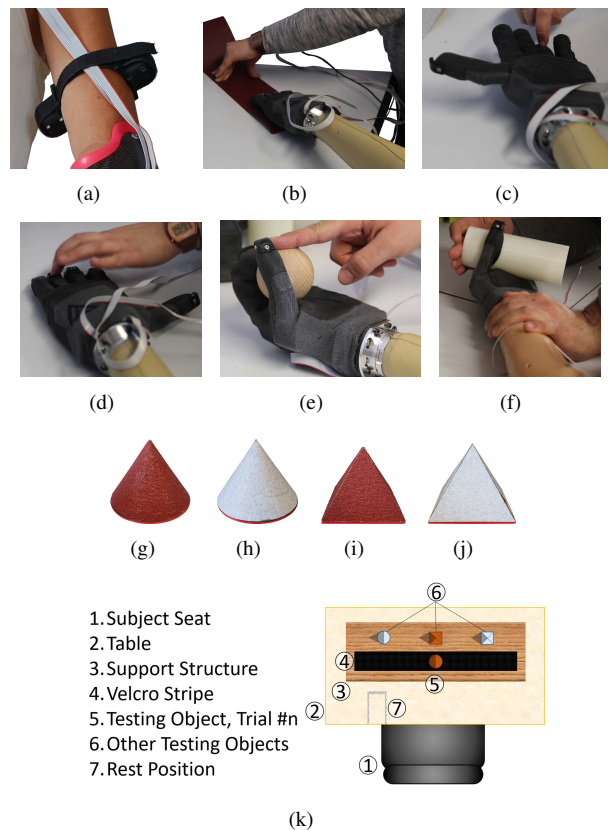 (a)
(b)
(c)
(d)
(e)
(f)
(g)
(h)
(i)
(j)
1. Subject Seat
2. Table
3. Support Structure
4. Velcro Stripe
5. Testing Object, Trial #n
6. Other Testing Objects
7. Rest Position
6
4
5
3
2
7
1
(k)